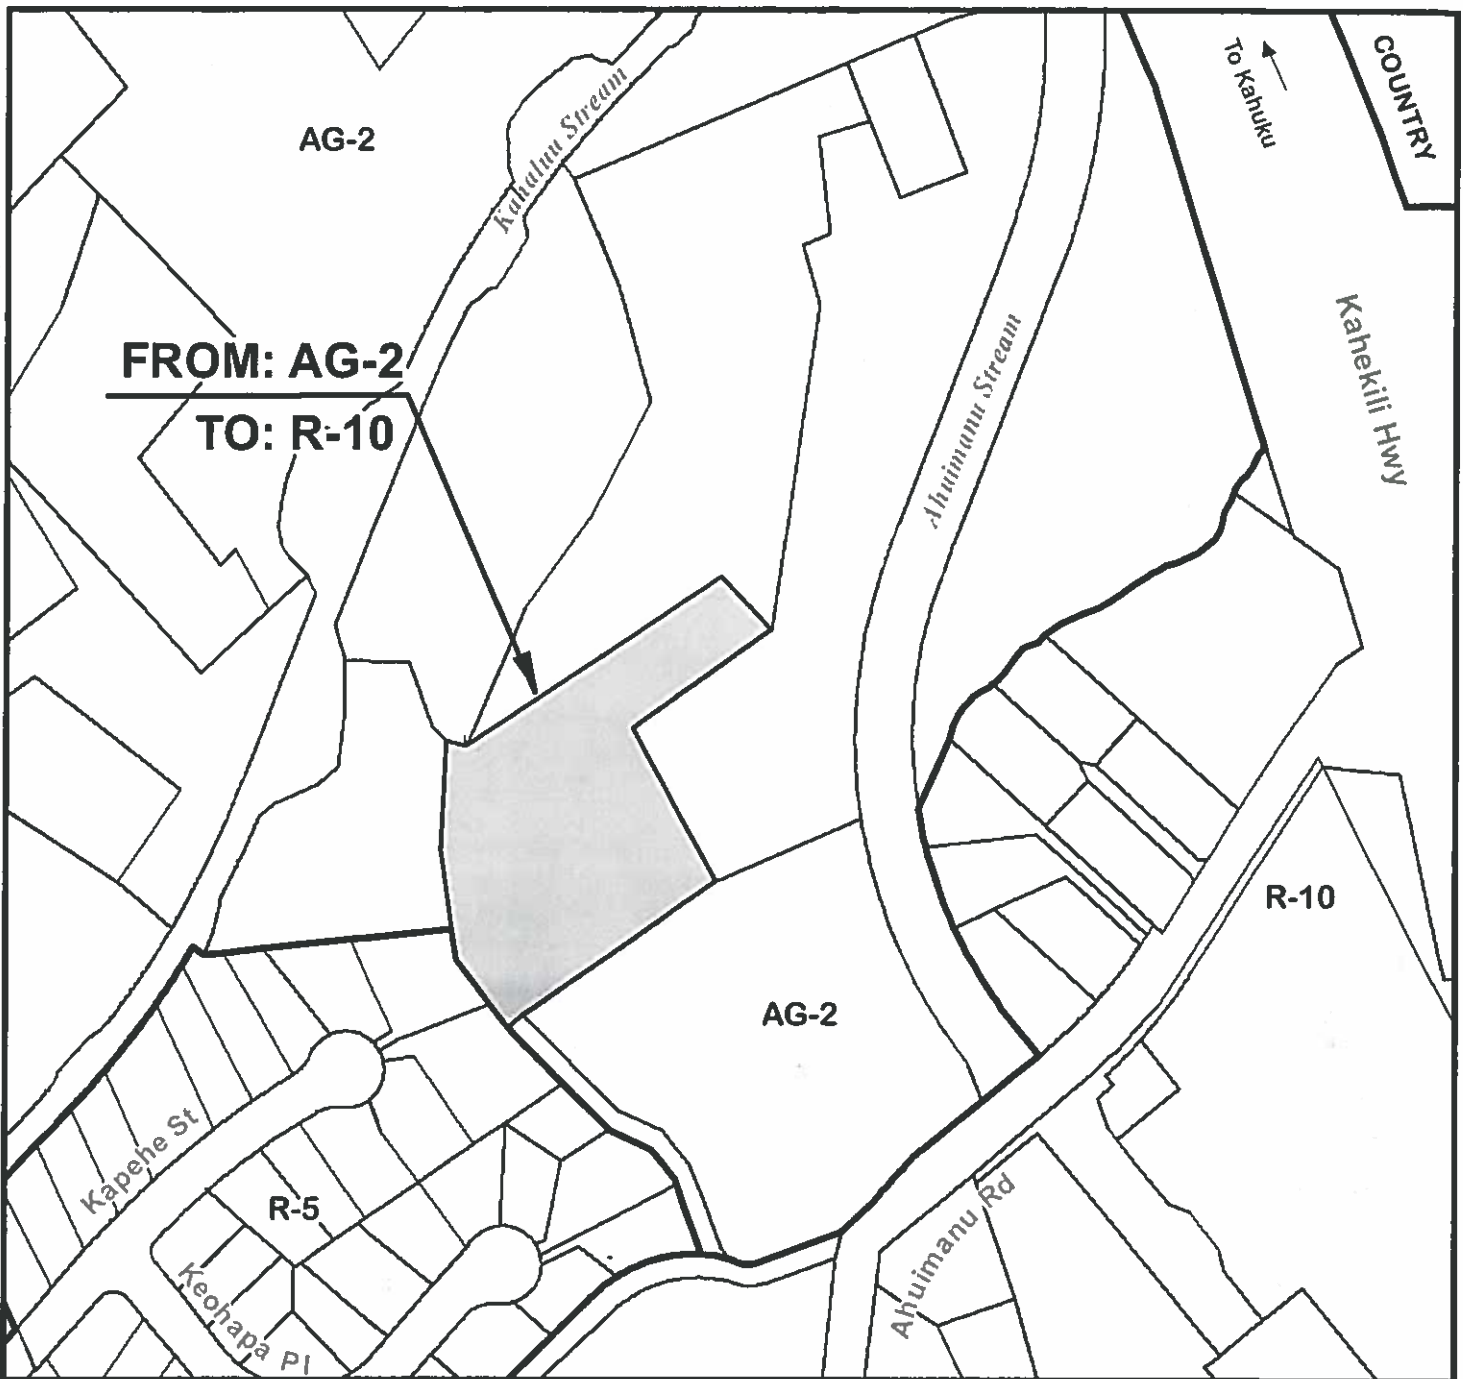 COUNTRY
To Kahuku
AG-2
Kahaluu Stream
Kahekili Hwy
FROM: AG-2
TO: R-10
Ahuimanu Stream
R-10
AG-2
Kapehe St
R-5
Ahuimanu Rd
Keohapa Pl